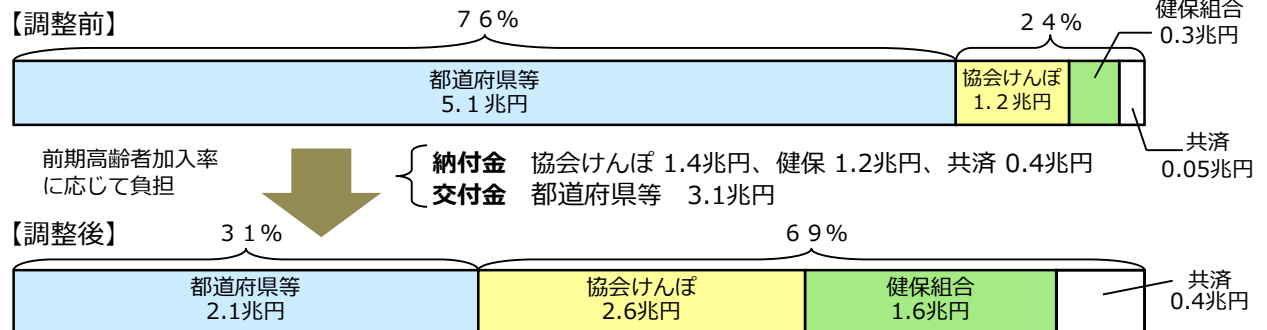 【調整前】
７６%
２４%
健保組合
0.3兆円
都道府県等
5.１兆円
協会けんぽ
1.２兆円
共済
0.05兆円
前期高齢者加入率
に応じて負担
納付金　協会けんぽ 1.4兆円、健保 1.2兆円、共済 0.4兆円
交付金　都道府県等　3.1兆円
【調整後】
３１%
６９%
都道府県等
2.1兆円
協会けんぽ
2.6兆円
健保組合
1.6兆円
共済
0.4兆円